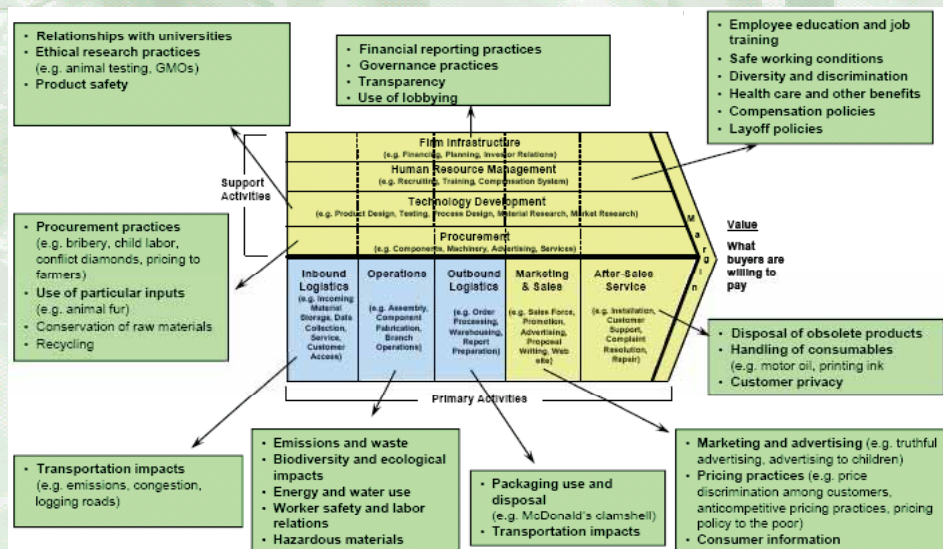 • Relationships with universities
• Ethical research practices
(e.g. animal testing, GMOs)
• Product safety
• Financial reporting practices
• Governance practices
• Transparency
• Use of lobbying
• Employee education and job
training
• Safe working conditions
• Diversity and discrimination
• Health care and other benefits
• Compensation policies
• Layoff policies
Support
Activities
Firm Infrastructure
(e.g. Financing, Planning, Investor Relations)
Human Resource Management
(e.g. Recruiting, Training, Compensation System)
Technology Development
(e.g. Product Design, Testing, Process Design, Material Research, Market Research)
Procurement
(e.g. Components, Machinery, Advertising, Services)
Margin
Value
What
buyers are
willing to
pay
• Procurement practices
(e.g. bribery, child labor,
conflict diamonds, pricing to
farmers)
• Use of particular inputs
(e.g. animal fur)
• Conservation of raw materials
• Recycling
Inbound
Logistics
(e.g. Incoming
Material
Storage, Data
Collection,
Service,
Customer
Access)
Operations
(e.g. Assembly,
Component
Fabrication,
Branch
Operations)
Outbound
Logistics
(e.g. Order
Processing,
Warehousing,
Report
Preparation)
Marketing
& Sales
(e.g. Sales Force,
Promotion,
Advertising,
Proposal
Writing, Web
site)
After-Sales
Service
(e.g. Installation,
Customer
Support,
Complaint
Resolution,
Repair)
Primary Activities
• Disposal of obsolete products
• Handling of consumables
(e.g. motor oil, printing ink
• Customer privacy
• Transportation impacts
(e.g. emissions, congestion,
logging roads)
• Emissions and waste
• Biodiversity and ecological
impacts
• Energy and water use
• Worker safety and labor
relations
• Hazardous materials
• Packaging use and
disposal
(e.g. McDonald's clamshell)
• Transportation impacts
• Marketing and advertising (e.g. truthful
advertising, advertising to children)
• Pricing practices (e.g. price
discrimination among customers,
anticompetitive pricing practices, pricing
policy to the poor)
• Consumer information